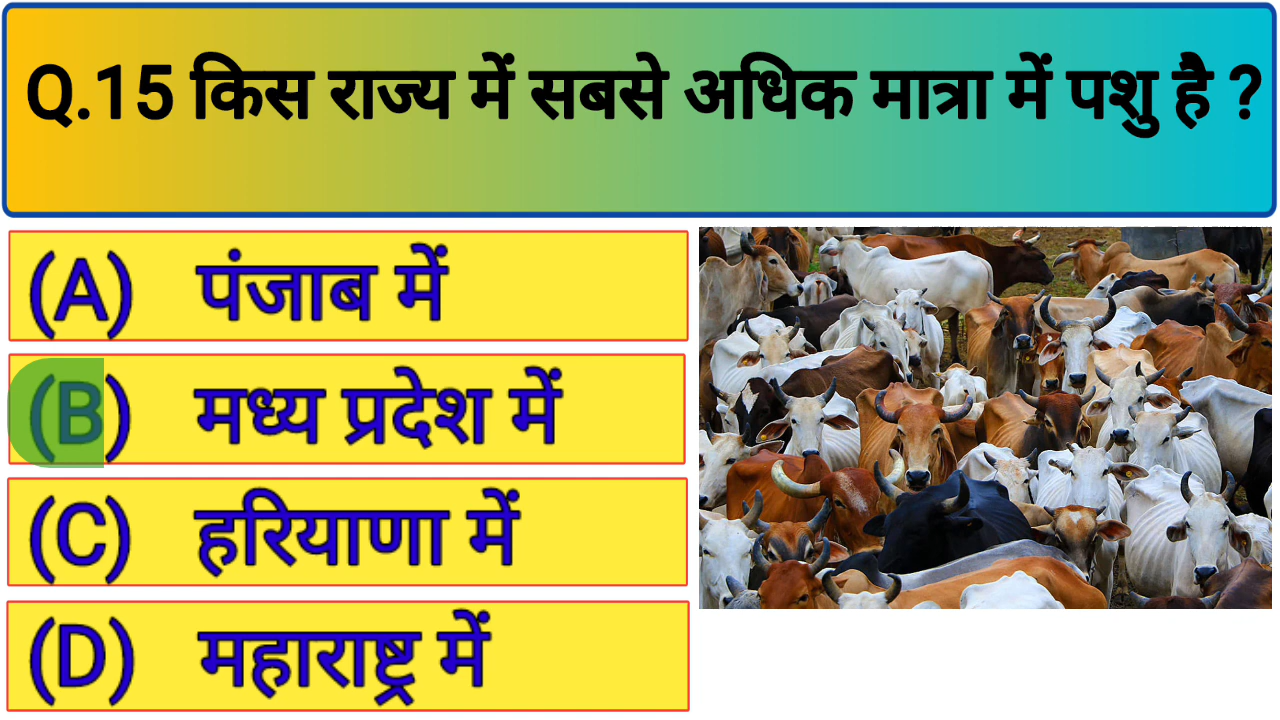 Q.15 किस राज्य में सबसे अधिक मात्रा में पशु है ?
(A) पंजाब में
(B) मध्य प्रदेश में
(C) हरियाणा में
(D) महाराष्ट्र में